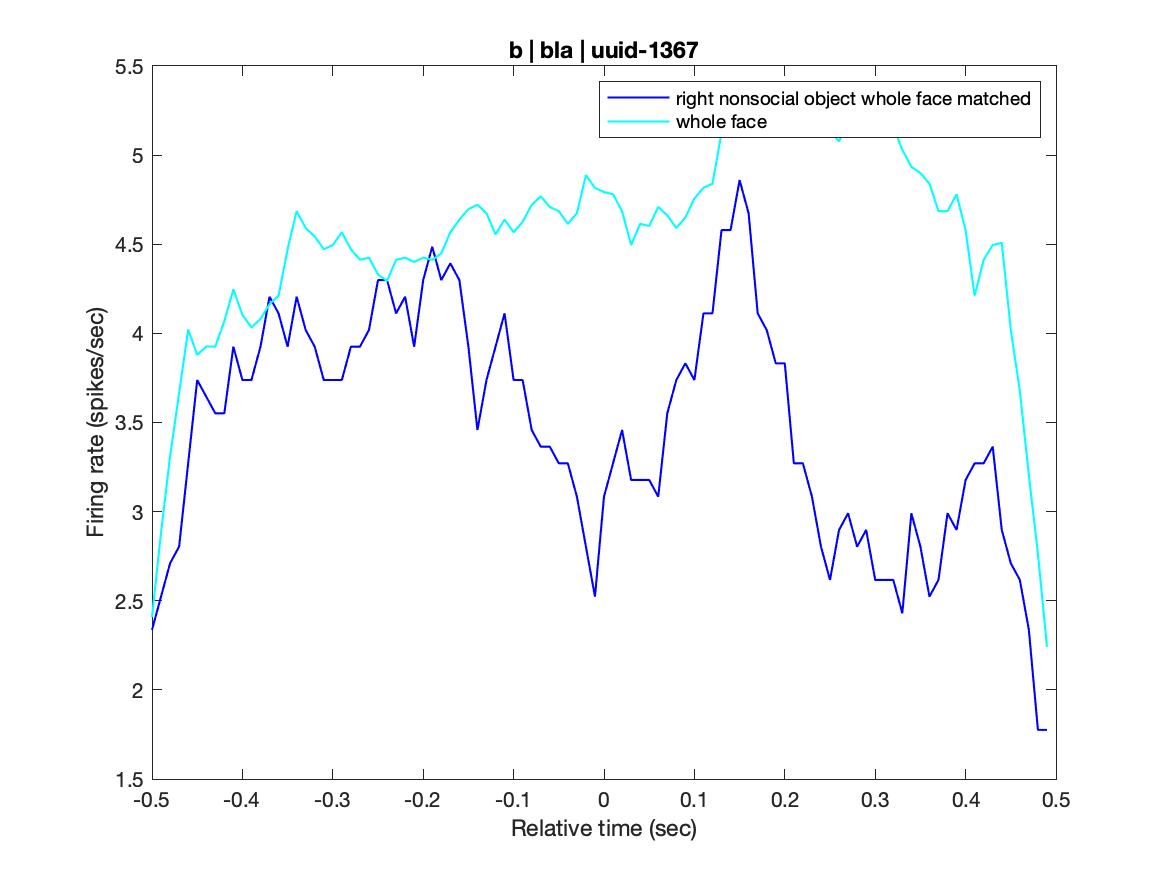 b | bla | uuid-1367
right nonsocial object whole face matched
whole face
5.5
5
4.5
4
3.5
3
2.5
2
1.5
Firing rate (spikes/sec)
-0.5 -0.4 -0.3 -0.2 -0.1 0 0.1 0.2 0.3 0.4 0.5
Relative time (sec)